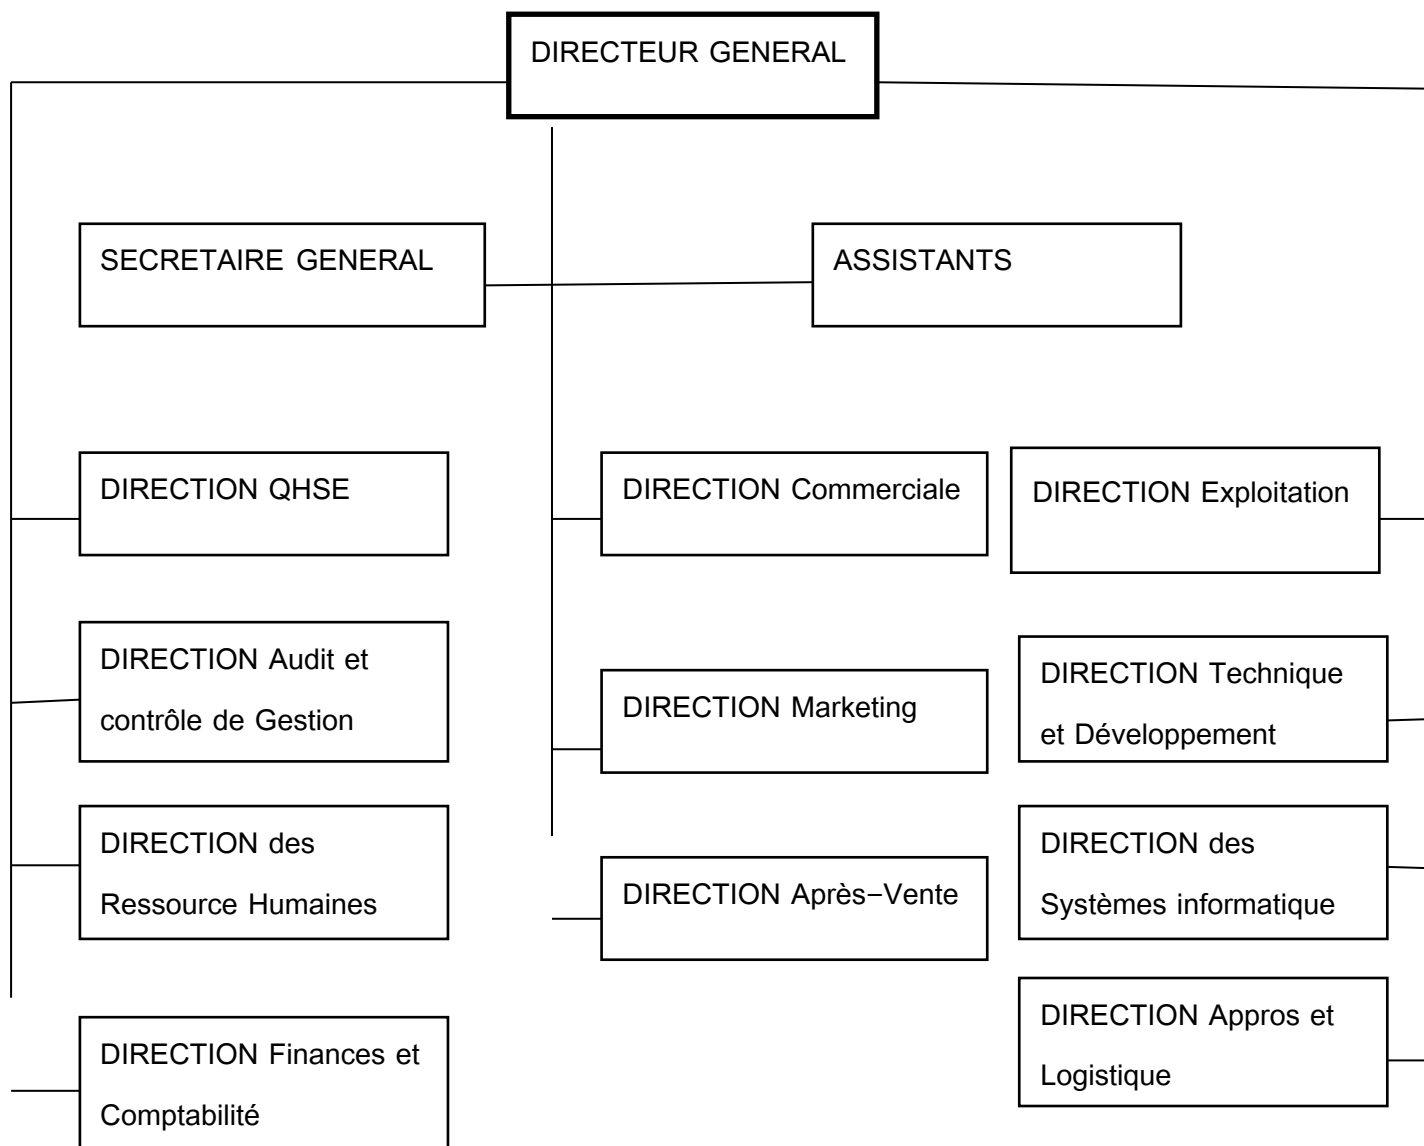 DIRECTEUR GENERAL
SECRETAIRE GENERAL
ASSISTANTS
DIRECTION QHSE
DIRECTION Commerciale
DIRECTION Exploitation
DIRECTION Audit et
contrôle de Gestion
DIRECTION Marketing
DIRECTION Technique
et Développement
DIRECTION des
Ressource Humaines
DIRECTION Après-Vente
DIRECTION des
Systèmes informatique
DIRECTION Finances et
Comptabilité
DIRECTION Appros et
Logistique